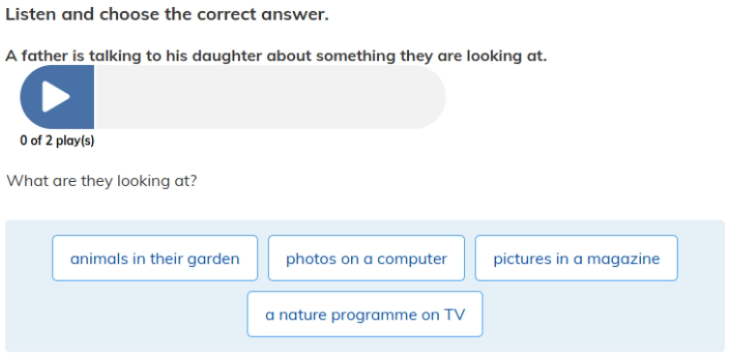 Listen and choose the correct answer.
A father is talking to his daughter about something they are looking at.
0 of 2 play(s)
What are they looking at?
animals in their garden
photos on a computer
pictures in a magazine
a nature programme on TV